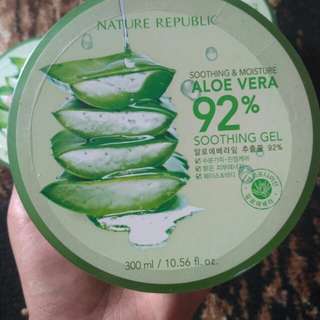 NATURE REPUBLIC
SOOTHING & MOISTURE
ALOE VERA
92%
SOOTHING GEL
알로에베라잎 추출물 92%
300 ml / 10.56 fl. oz.